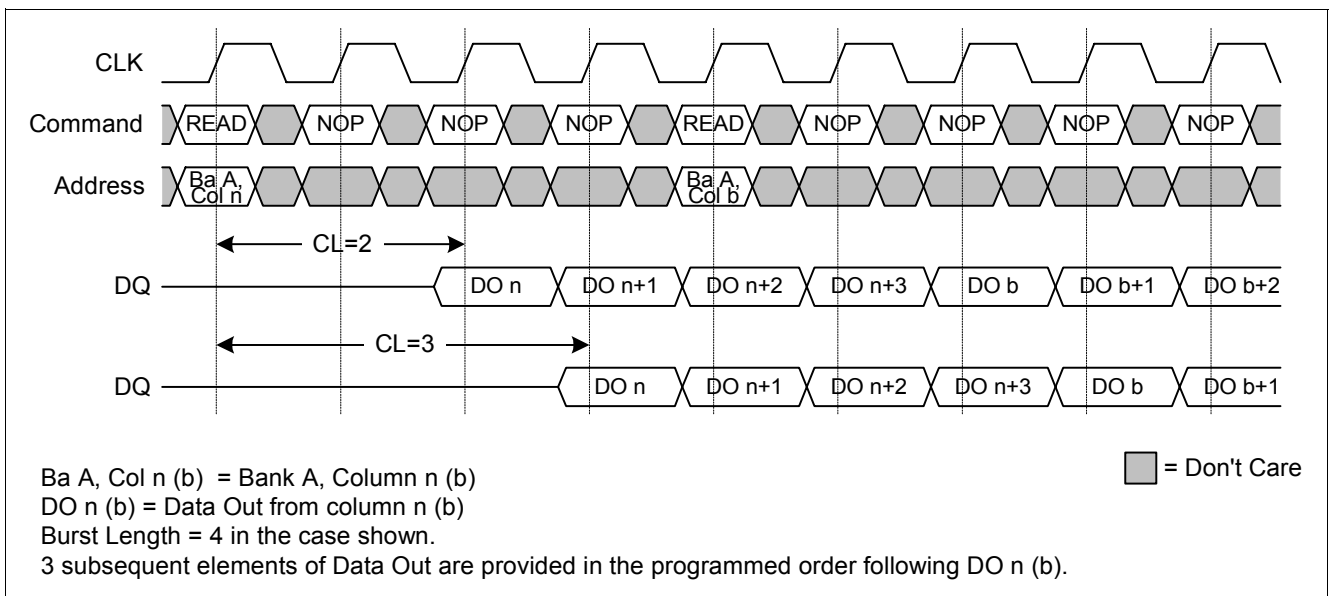 CLK
Command READ NOP NOP NOP READ NOP NOP NOP NOP
Address Ba A, Col n Ba A, Col b
CL=2
DQ DO n DO n+1 DO n+2 DO n+3 DO b DO b+1 DO b+2
CL=3
DQ DO n DO n+1 DO n+2 DO n+3 DO b DO b+1
= Don't Care
Ba A, Col n (b) = Bank A, Column n (b)
DO n (b) = Data Out from column n (b)
Burst Length = 4 in the case shown.
3 subsequent elements of Data Out are provided in the programmed order following DO n (b).